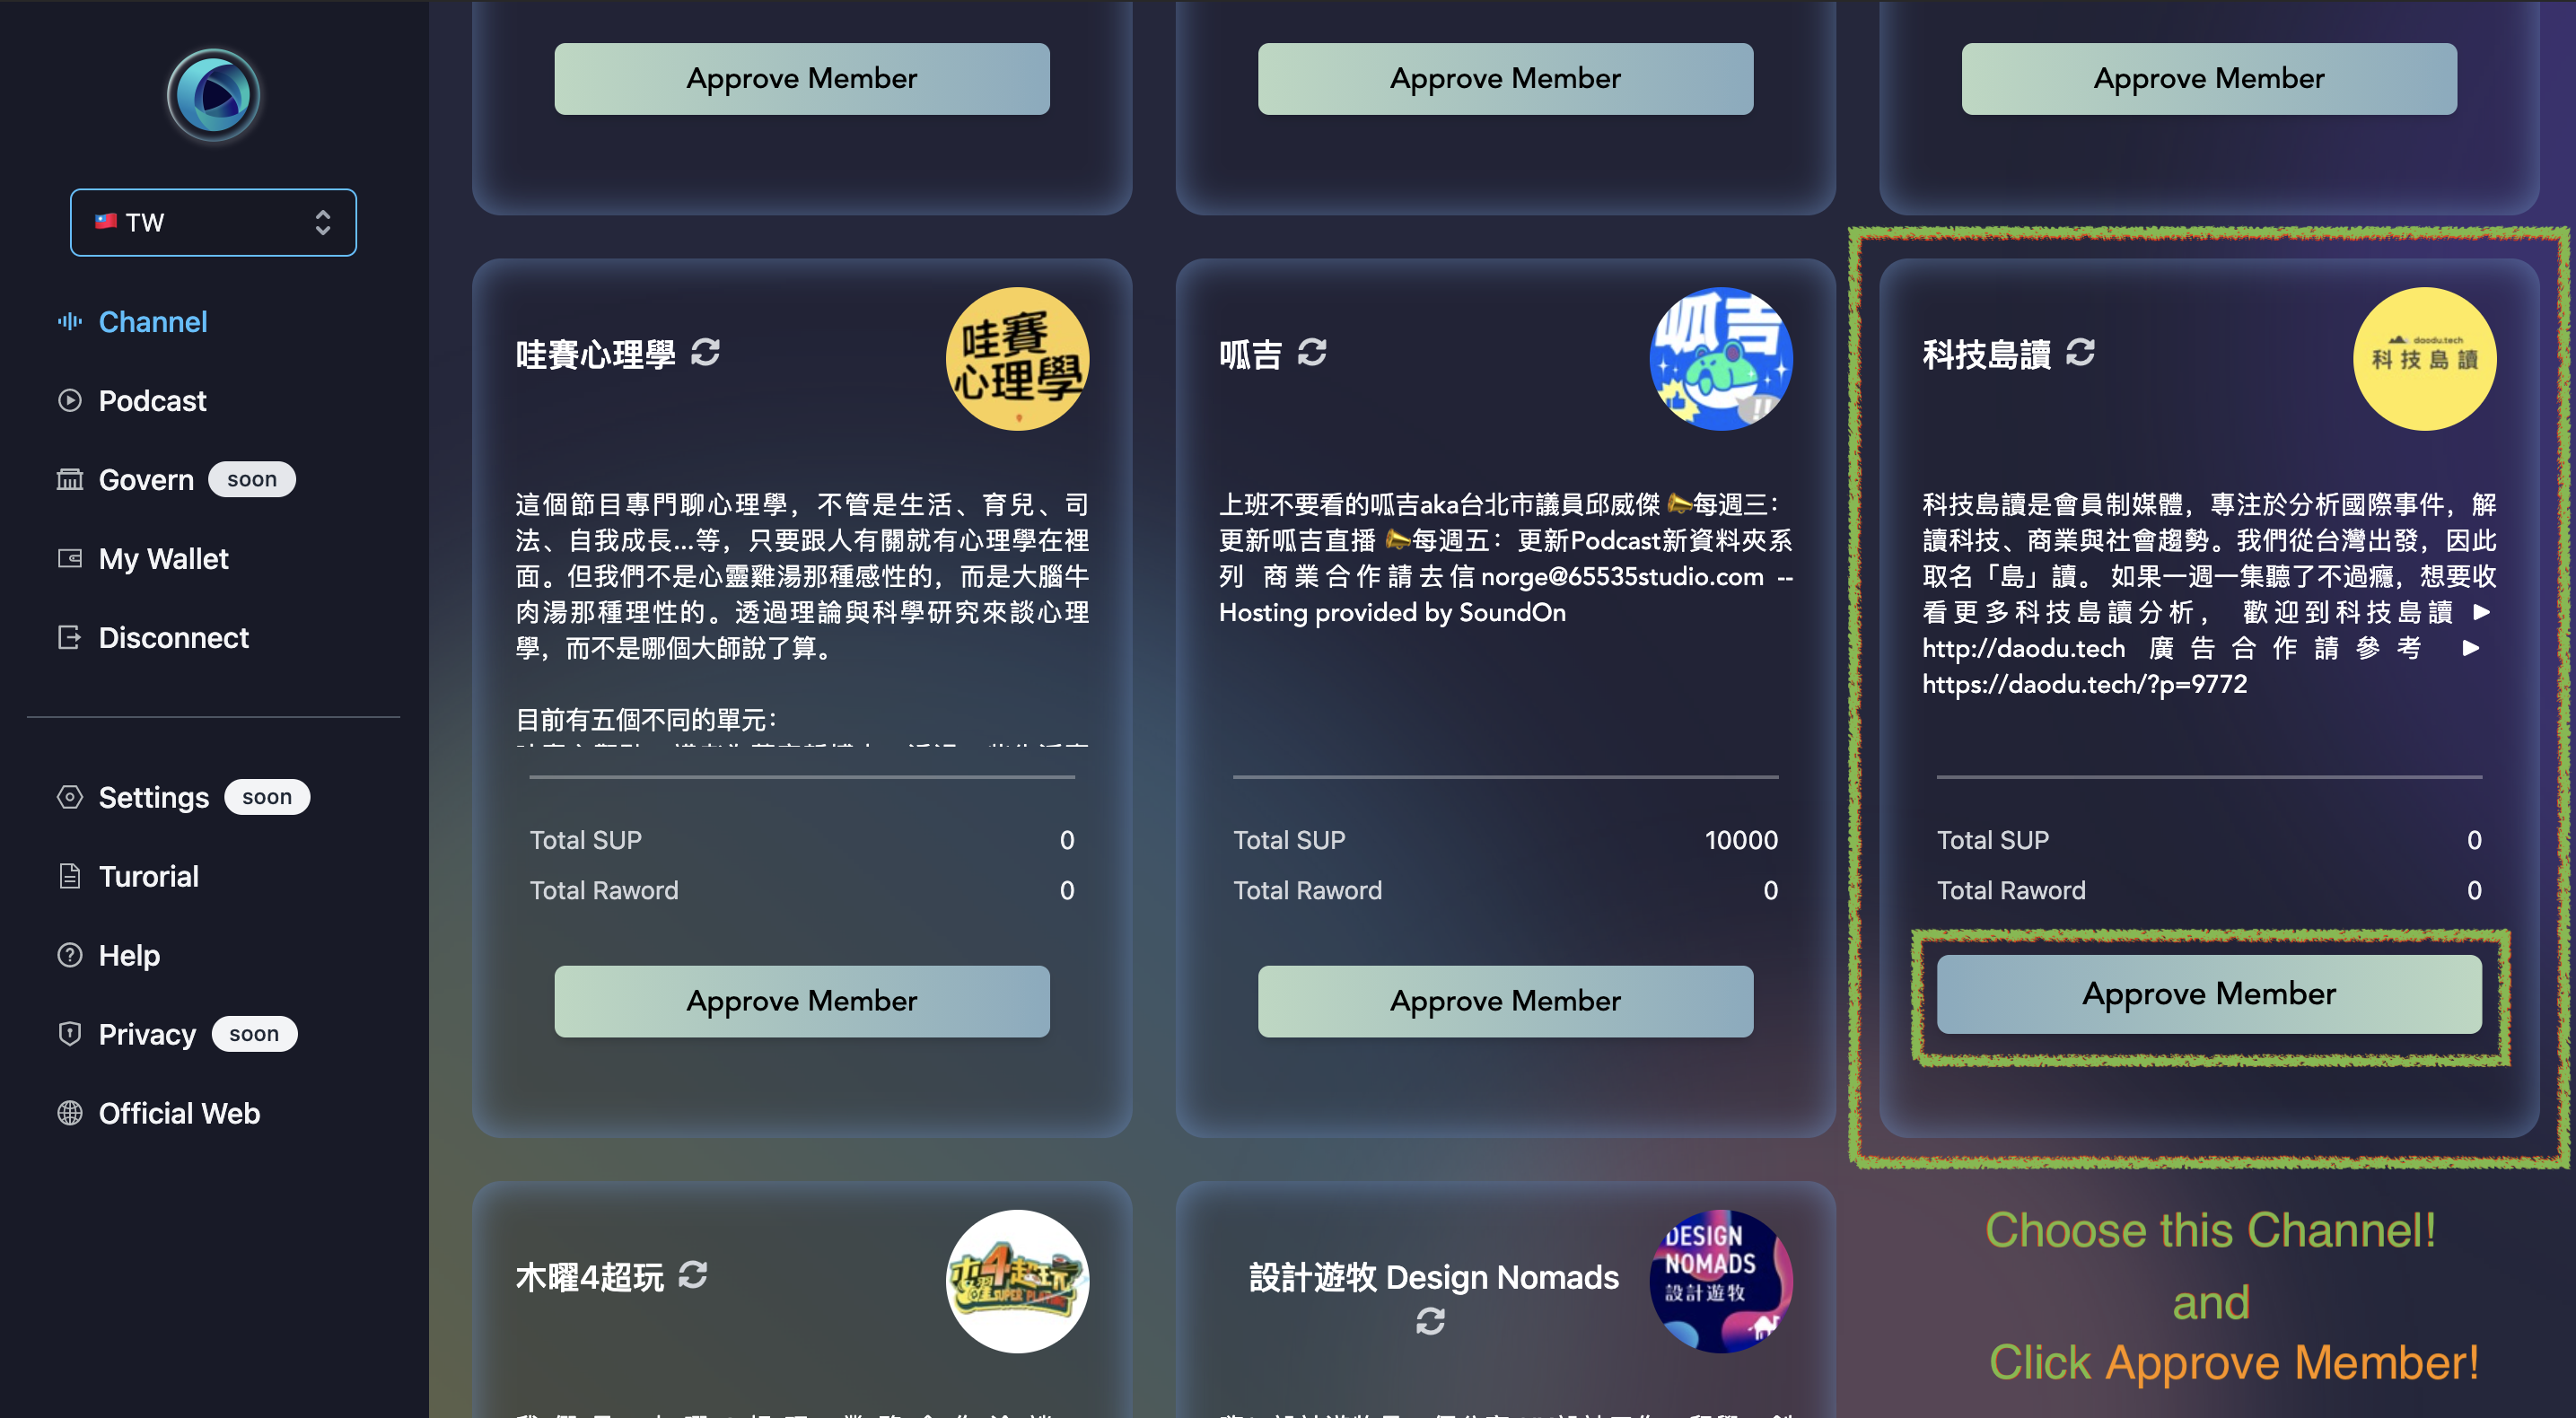 TW
Channel
Podcast
Govern soon
My Wallet
Disconnect
Settings soon
Turorial
Help
Privacy soon
Official Web
Approve Member
Approve Member
Approve Member
哇賽心理學
哇賽
心理學
這個節目專門聊心理學，不管是生活、育兒、司
法、自我成長...等，只要跟人有關就有心理學在裡
面。但我們不是心靈雞湯那種感性的，而是大腦牛
肉湯那種理性的。透過理論與科學研究來談心理
學，而不是哪個大師說了算。
目前有五個不同的單元：
Total SUP 0
Total Raword 0
Approve Member
呱吉
呱吉
上班不要看的呱吉aka台北市議員邱威傑 📣每週三：
更新呱吉直播 📣每週五：更新Podcast新資料夾系
列 商業合作請去信norge@65535studio.com --
Hosting provided by SoundOn
Total SUP 10000
Total Raword 0
Approve Member
科技島讀
daodu.tech
科技島讀
科技島讀是會員制媒體，專注於分析國際事件，解
讀科技、商業與社會趨勢。我們從台灣出發，因此
取名「島」讀。 如果一週一集聽了不過癮，想要收
看更多科技島讀分析， 歡迎到科技島讀 ▶
http://daodu.tech 廣告合作請參考 ▶
https://daodu.tech/?p=9772
Total SUP 0
Total Raword 0
Approve Member
木曜4超玩
木曜4超玩
SUPER PLAYING
設計遊牧 Design Nomads
DESIGN
NOMADS
設計遊牧
Choose this Channel!
and
Click Approve Member!